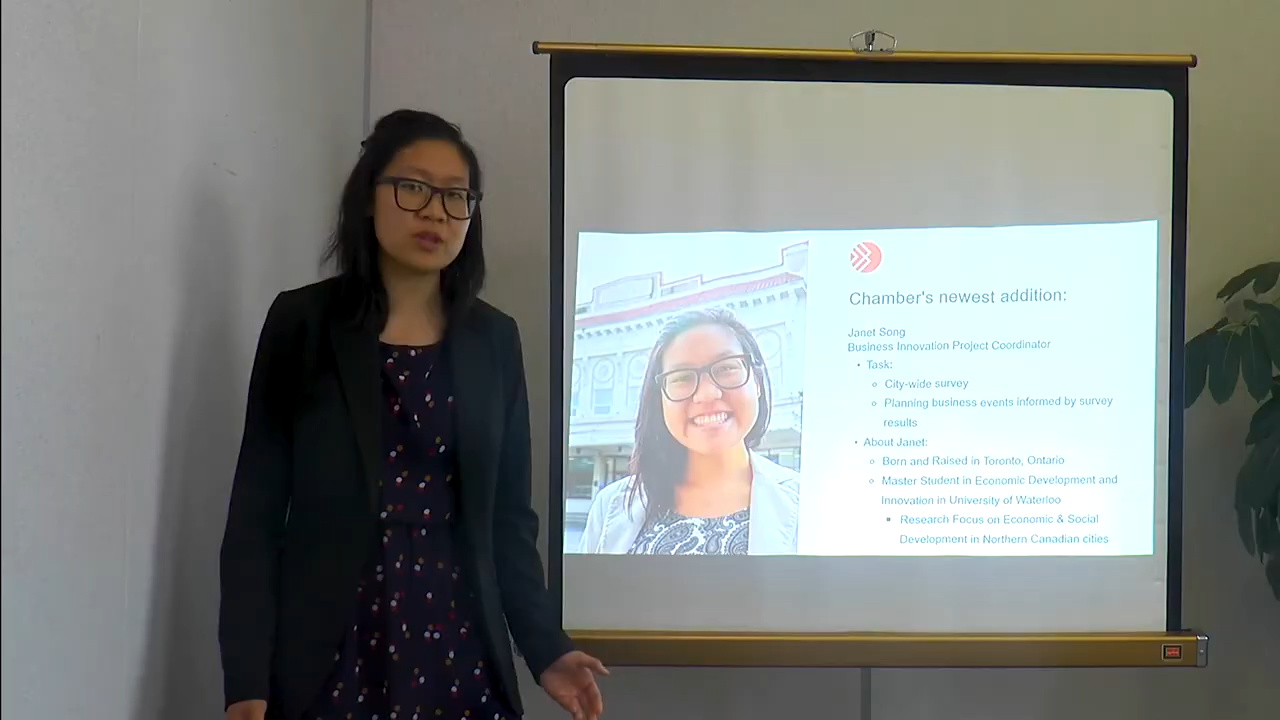 Chamber's newest addition:
Janet Song
Business Innovation Project Coordinator
• Task:
○ City-wide survey
○ Planning business events informed by survey
results
• About Janet:
○ Born and Raised in Toronto, Ontario
○ Master Student in Economic Development and
Innovation in University of Waterloo
▪ Research Focus on Economic & Social
Development in Northern Canadian cities